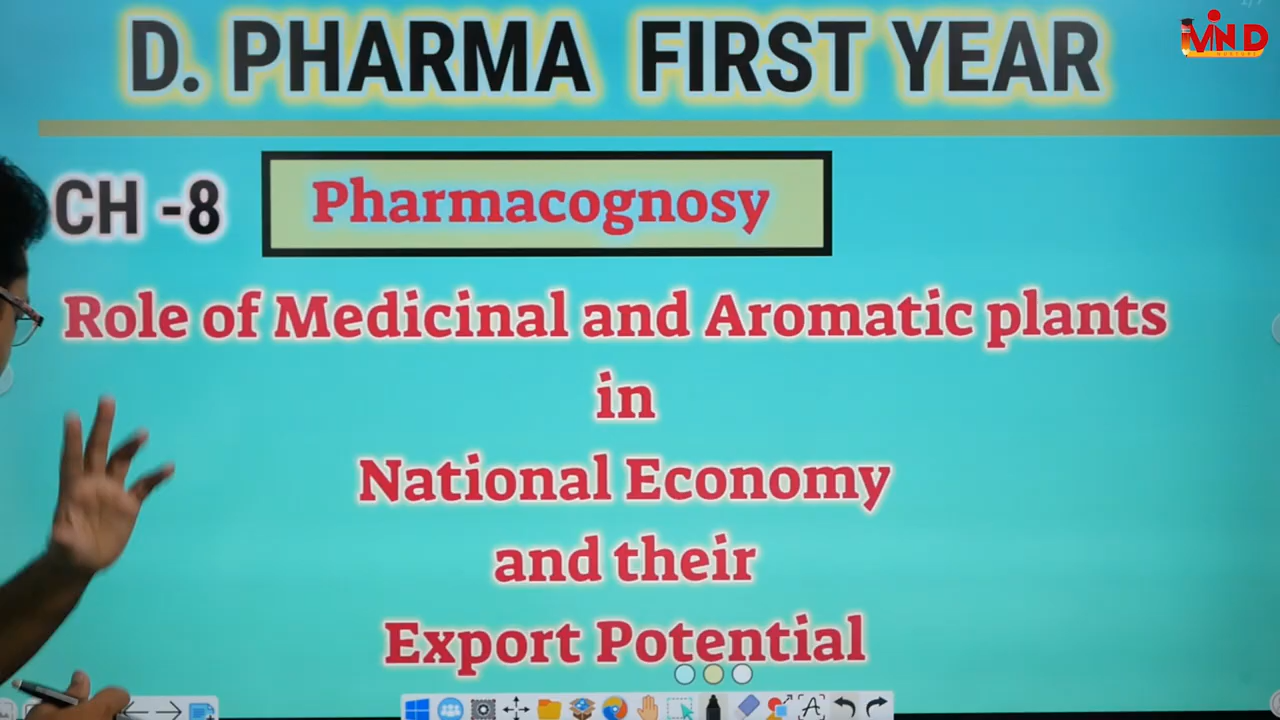 D. PHARMA FIRST YEAR
CH -8
Pharmacognosy
Role of Medicinal and Aromatic plants
in
National Economy
and their
Export Potential